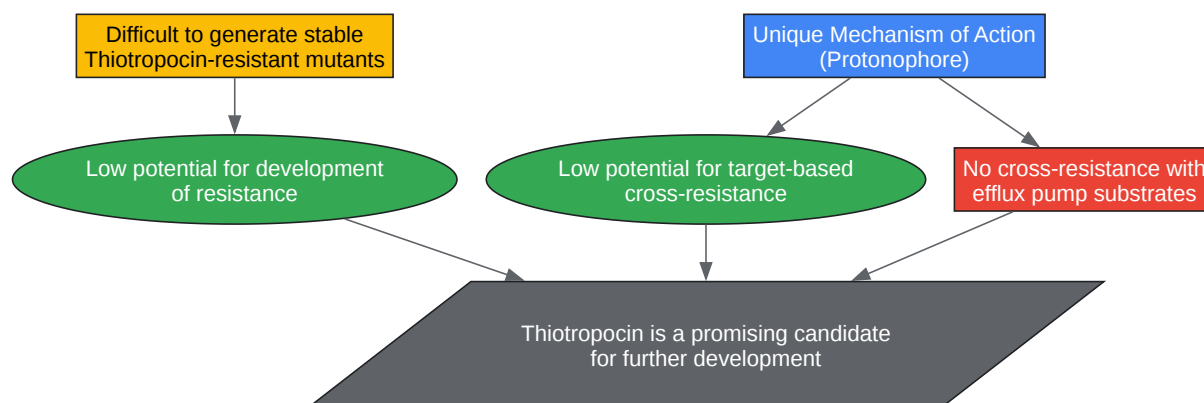 Difficult to generate stable
Thiotropocin-resistant mutants
Unique Mechanism of Action
(Protonophore)
Low potential for development
of resistance
Low potential for target-based
cross-resistance
No cross-resistance with
efflux pump substrates
Thiotropocin is a promising candidate
for further development